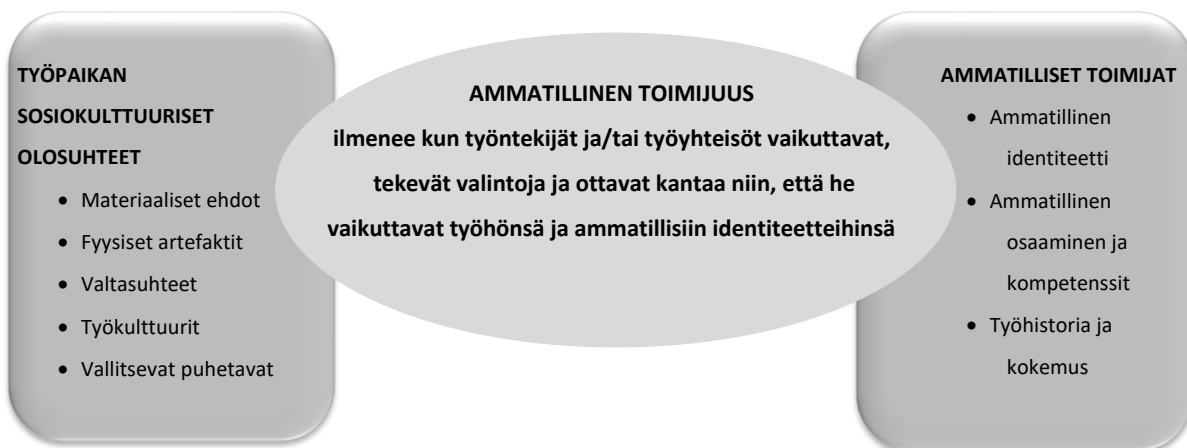 TYÖPAIKAN
SOSIOKULTTUURISET
OLOSUHTEET
• Materiaaliset ehdot
• Fyysiset artefaktit
• Valtasuhteet
• Työkulttuurit
• Vallitsevat puhetavat
AMMATILLINEN TOIMIJUUS
ilmenee kun työntekijät ja/tai työyhteisöt vaikuttavat,
tekevät valintoja ja ottavat kantaa niin, että he
vaikuttavat työhönsä ja ammatillisiin identiteetteihinsä
AMMATILLISET TOIMIJAT
• Ammatillinen
identiteetti
• Ammatillinen
osaaminen ja
kompetenssit
• Työhistoria ja
kokemus